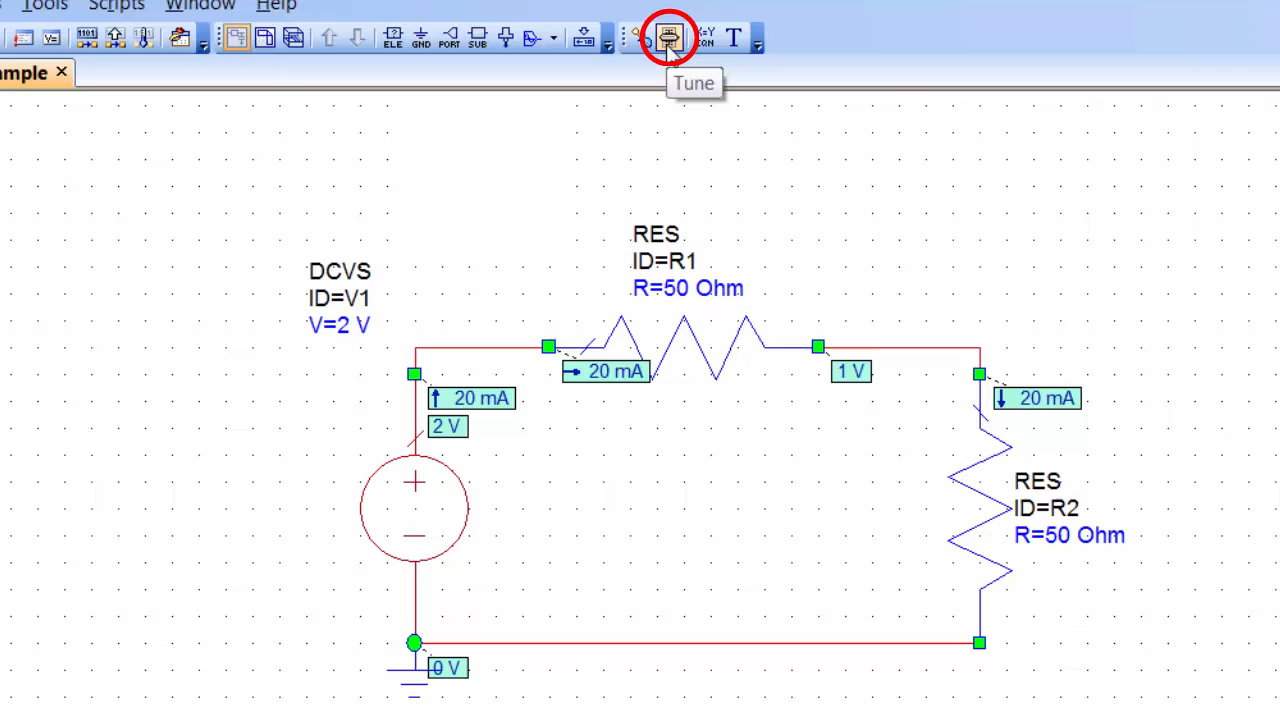 Tools Scripts Window Help
ELE GND PORT SUB
T
Tune
ample ✕
RES
ID=R1
R=50 Ohm
DCVS
ID=V1
V=2 V
20 mA
1 V
20 mA
20 mA
2 V
RES
ID=R2
R=50 Ohm
0 V